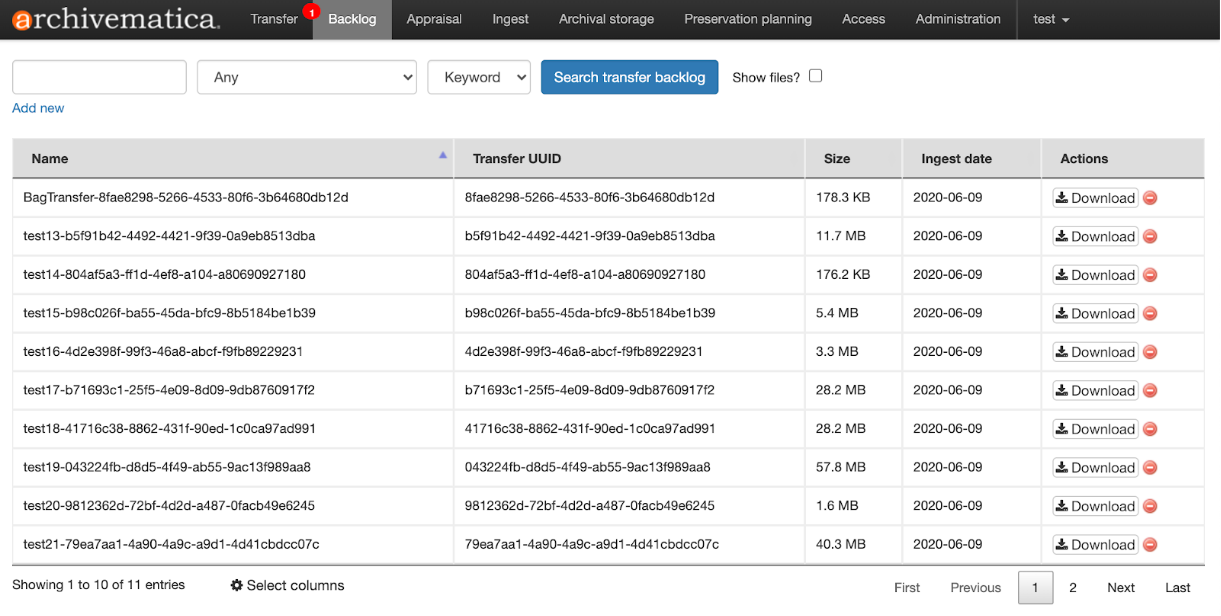 archivematica.
Transfer 1 Backlog Appraisal Ingest Archival storage Preservation planning Access Administration test
Any Keyword Search transfer backlog Show files?
Add new
Name Transfer UUID Size Ingest date Actions
BagTransfer-8fae8298-5266-4533-80f6-3b64680db12d 8fae8298-5266-4533-80f6-3b64680db12d 178.3 KB 2020-06-09 Download
test13-b5f91b42-4492-4421-9f39-0a9eb8513dba b5f91b42-4492-4421-9f39-0a9eb8513dba 11.7 MB 2020-06-09 Download
test14-804af5a3-ff1d-4ef8-a104-a80690927180 804af5a3-ff1d-4ef8-a104-a80690927180 176.2 KB 2020-06-09 Download
test15-b98c026f-ba55-45da-bfc9-8b5184be1b39 b98c026f-ba55-45da-bfc9-8b5184be1b39 5.4 MB 2020-06-09 Download
test16-4d2e398f-99f3-46a8-abcf-f9fb89229231 4d2e398f-99f3-46a8-abcf-f9fb89229231 3.3 MB 2020-06-09 Download
test17-b71693c1-25f5-4e09-8d09-9db8760917f2 b71693c1-25f5-4e09-8d09-9db8760917f2 28.2 MB 2020-06-09 Download
test18-41716c38-8862-431f-90ed-1c0ca97ad991 41716c38-8862-431f-90ed-1c0ca97ad991 28.2 MB 2020-06-09 Download
test19-043224fb-d8d5-4f49-ab55-9ac13f989aa8 043224fb-d8d5-4f49-ab55-9ac13f989aa8 57.8 MB 2020-06-09 Download
test20-9812362d-72bf-4d2d-a487-0facb49e6245 9812362d-72bf-4d2d-a487-0facb49e6245 1.6 MB 2020-06-09 Download
test21-79ea7aa1-4a90-4a9c-a9d1-4d41cbdcc07c 79ea7aa1-4a90-4a9c-a9d1-4d41cbdcc07c 40.3 MB 2020-06-09 Download
Showing 1 to 10 of 11 entries Select columns First Previous 1 2 Next Last